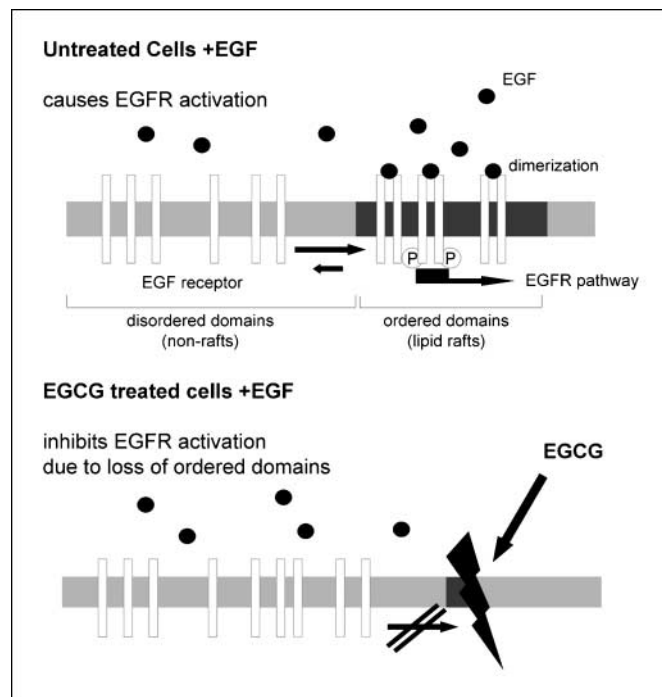 Untreated Cells +EGF
EGF
causes EGFR activation
dimerization
P P
EGF receptor
EGFR pathway
disordered domains
(non-rafts)
ordered domains
(lipid rafts)
EGCG treated cells +EGF
inhibits EGFR activation
due to loss of ordered domains
EGCG